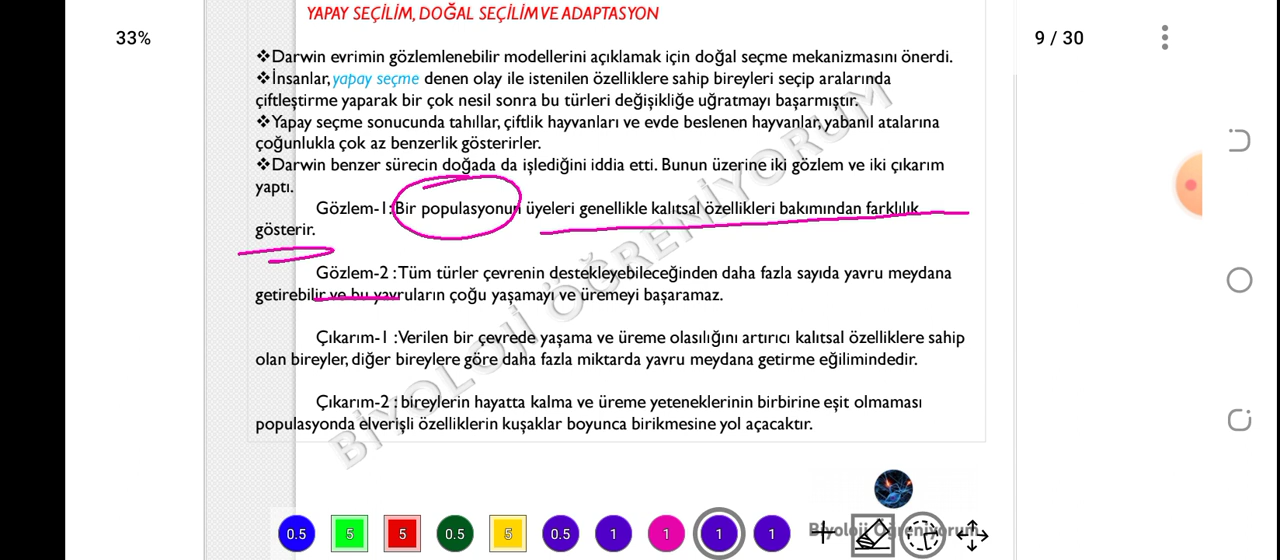 YAPAY SEÇİLİM, DOĞAL SEÇİLİM VE ADAPTASYON
33%
9 / 30
❖Darwin evrimin gözlemlenebilir modellerini açıklamak için doğal seçme mekanizmasını önerdi.
❖İnsanlar, yapay seçme denen olay ile istenilen özelliklere sahip bireyleri seçip aralarında
çiftleştirme yaparak bir çok nesil sonra bu türleri değişikliğe uğratmayı başarmıştır.
❖Yapay seçme sonucunda tahıllar, çiftlik hayvanları ve evde beslenen hayvanlar, yabanıl atalarına
çoğunlukla çok az benzerlik gösterirler.
❖Darwin benzer sürecin doğada da işlediğini iddia etti. Bunun üzerine iki gözlem ve iki çıkarım
yaptı.
Gözlem-1: Bir populasyonun üyeleri genellikle kalıtsal özellikleri bakımından farklılık
gösterir.
Gözlem-2 : Tüm türler çevrenin destekleyebileceğinden daha fazla sayıda yavru meydana
getirebilir ve bu yavruların çoğu yaşamayı ve üremeyi başaramaz.
Çıkarım-1 : Verilen bir çevrede yaşama ve üreme olasılığını artırıcı kalıtsal özelliklere sahip
olan bireyler, diğer bireylere göre daha fazla miktarda yavru meydana getirme eğilimindedir.
Çıkarım-2 : bireylerin hayatta kalma ve üreme yeteneklerinin birbirine eşit olmaması
populasyonda elverişli özelliklerin kuşaklar boyunca birikmesine yol açacaktır.
BİYOLOJİ ÖĞRENİYORUM
0.5 5 5 0.5 5 0.5 1 1 1 1
Biyoloji Öğreniyorum